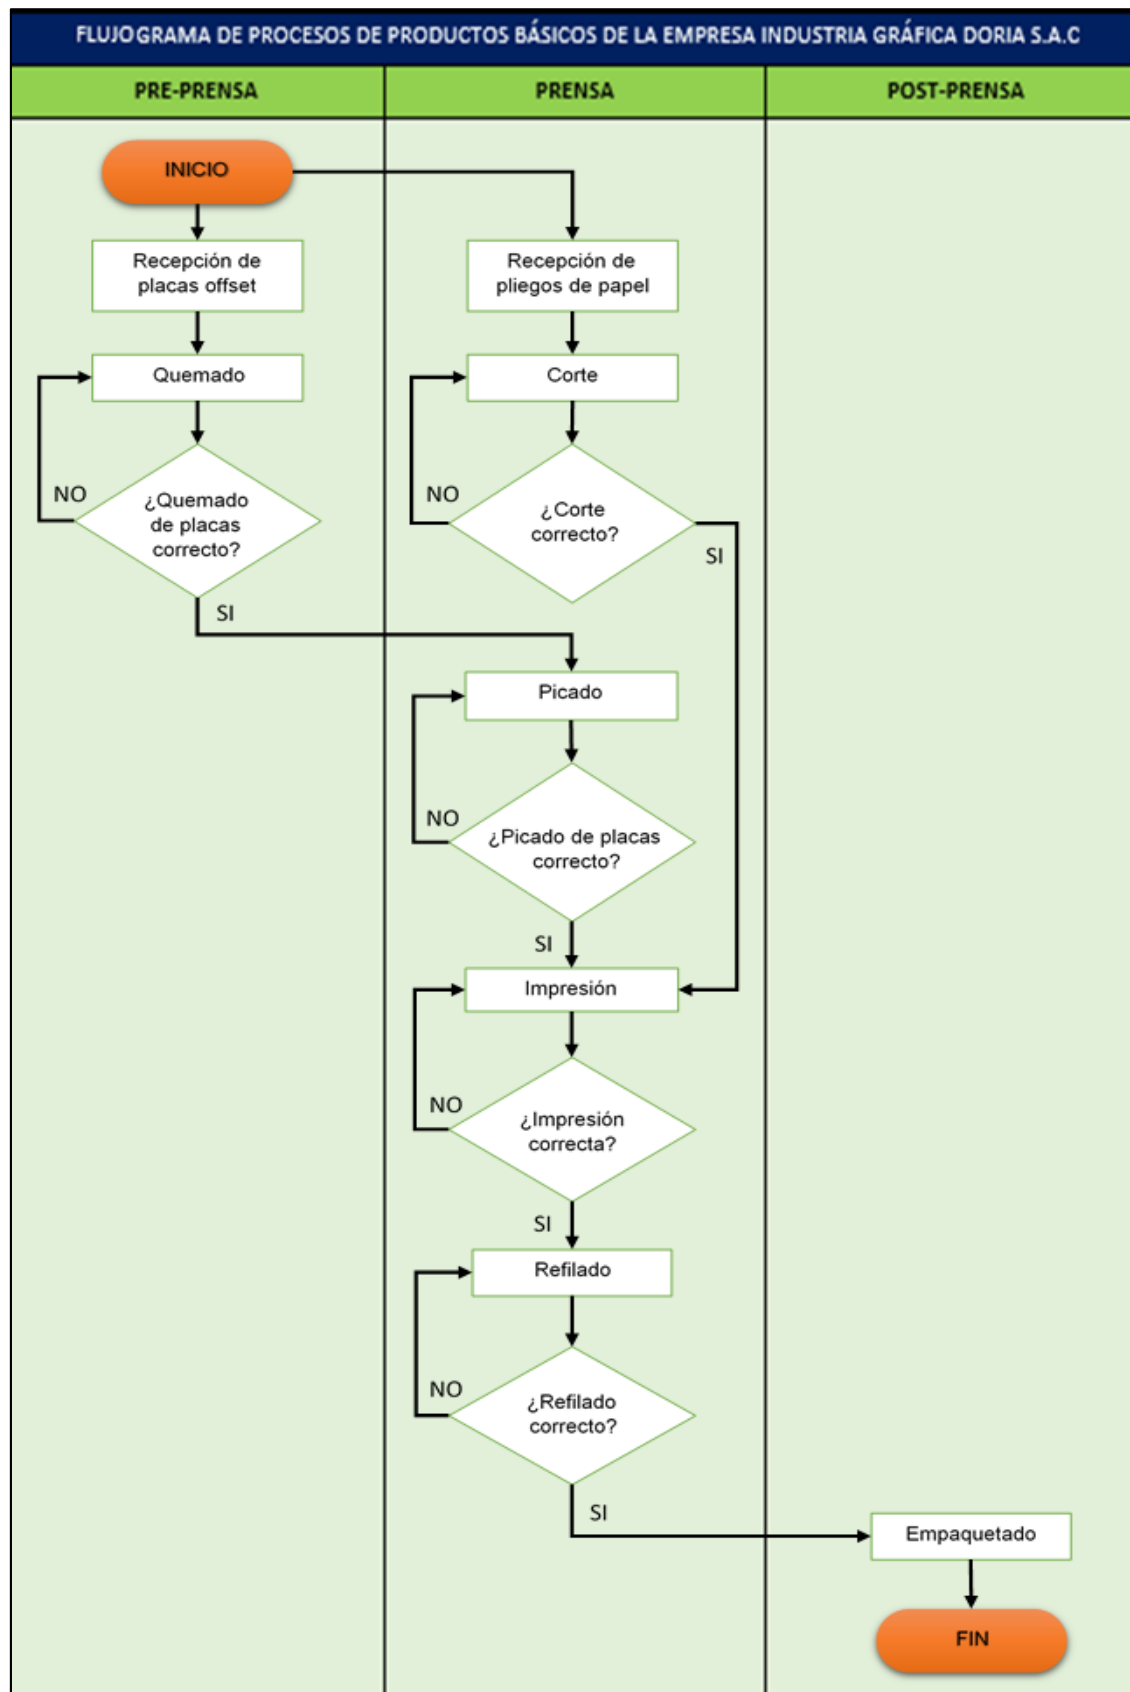 FLUJOGRAMA DE PROCESOS DE PRODUCTOS BÁSICOS DE LA EMPRESA INDUSTRIA GRÁFICA DORIA S.A.C
PRE-PRENSA
PRENSA
POST-PRENSA
INICIO
Recepción de
placas offset
Recepción de
pliegos de papel
Quemado
Corte
NO
¿Quemado
de placas
correcto?
NO
¿Corte
correcto?
SI
SI
Picado
NO
¿Picado de placas
correcto?
SI
Impresión
NO
¿Impresión
correcta?
SI
Refilado
NO
¿Refilado
correcto?
SI
Empaquetado
FIN